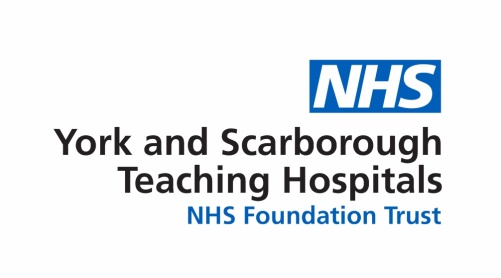 NHS
York and Scarborough
Teaching Hospitals
NHS Foundation Trust